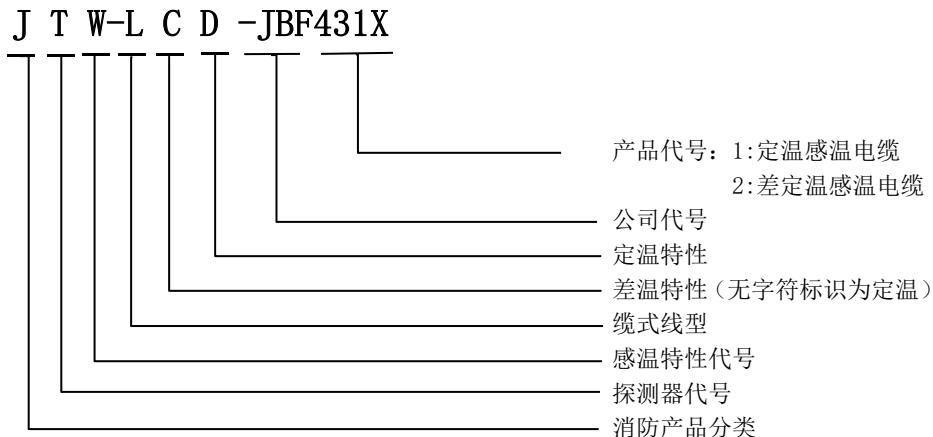 J T W-L C D -JBF431X
产品代号：1:定温感温电缆
2:差定温感温电缆
公司代号
定温特性
差温特性（无字符标识为定温）
缆式线型
感温特性代号
探测器代号
消防产品分类